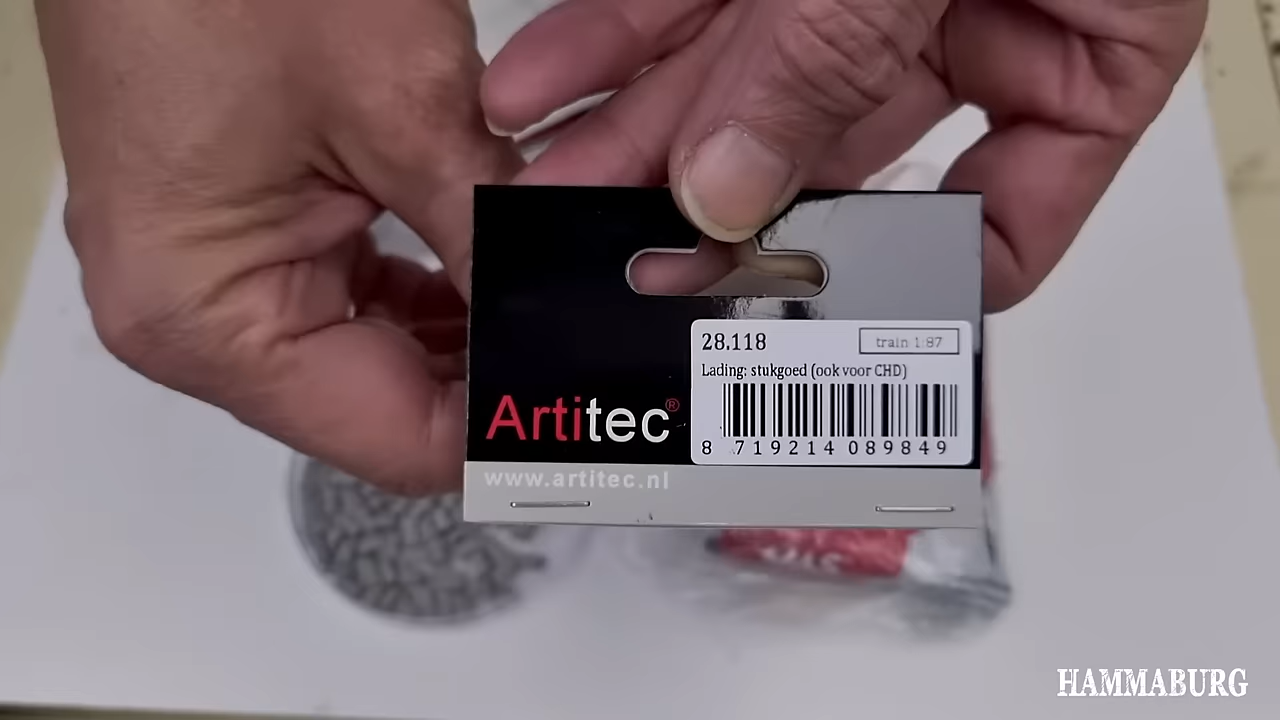 28.118
train 1:87
Lading: stukgoed (ook voor CHD)
8 719214 089849
Artitec®
www.artitec.nl
HAMMABURG